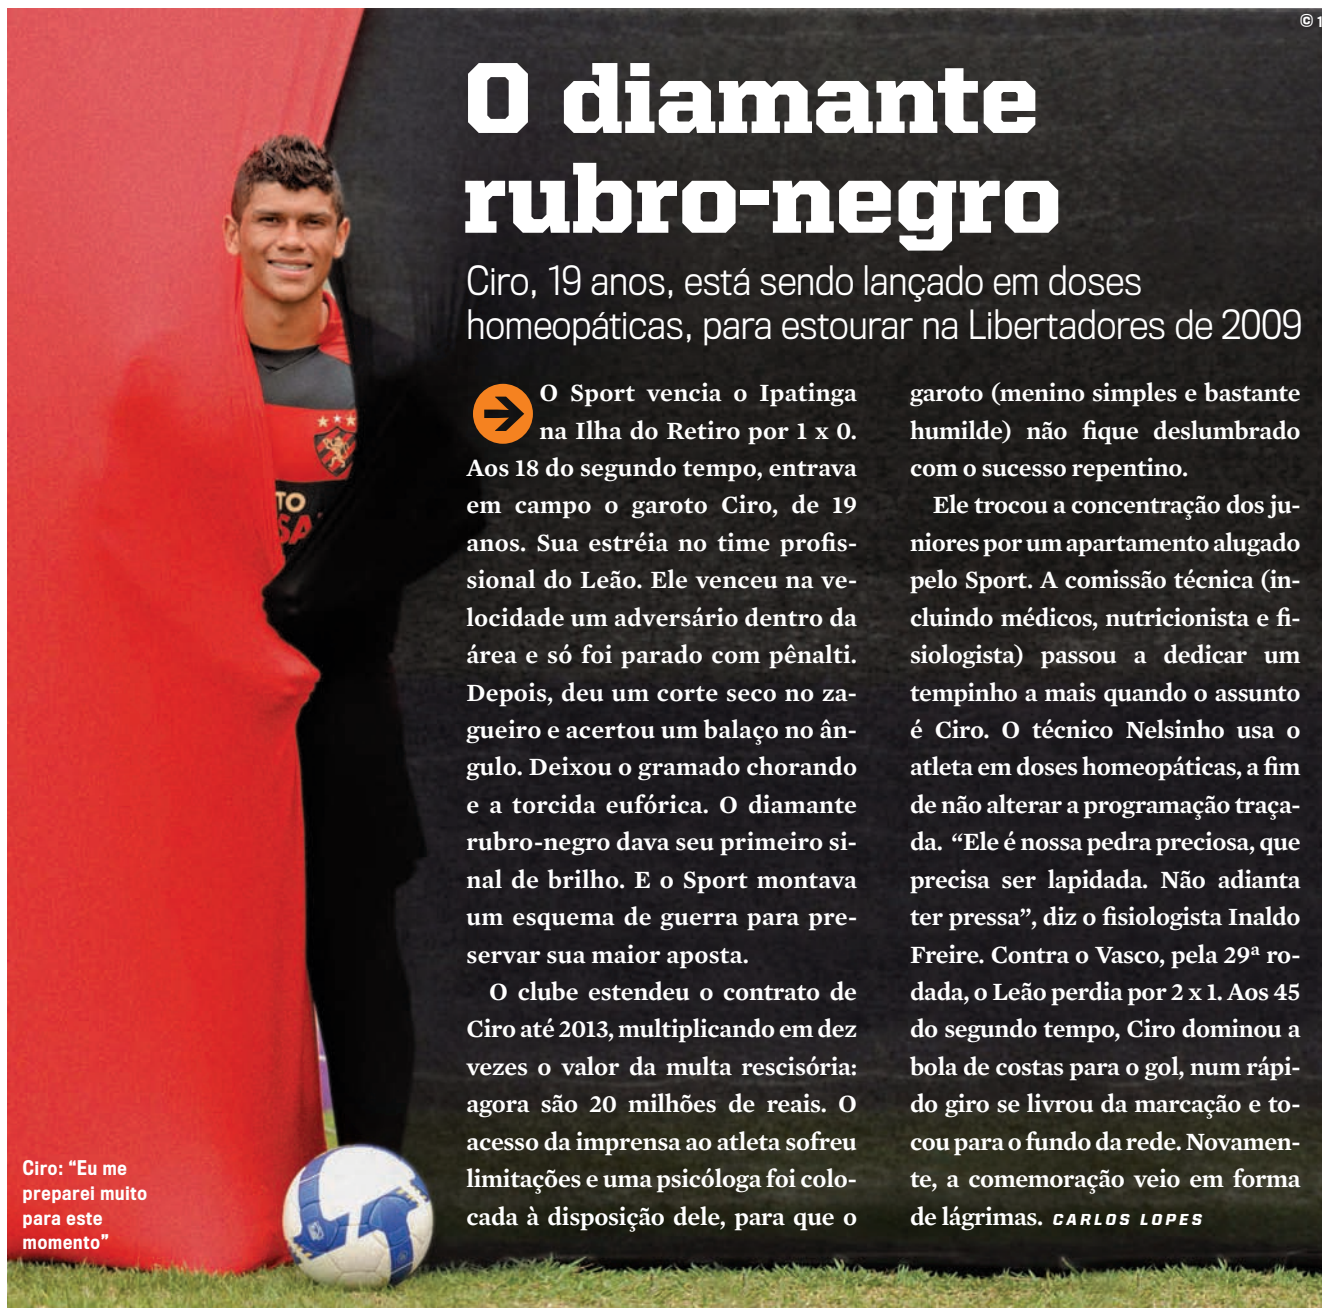 © 1
O diamante
rubro-negro
Ciro, 19 anos, está sendo lançado em doses
homeopáticas, para estourar na Libertadores de 2009
O Sport vencia o Ipatinga
na Ilha do Retiro por 1 x 0.
Aos 18 do segundo tempo, entrava
em campo o garoto Ciro, de 19
anos. Sua estréia no time profis-
sional do Leão. Ele venceu na ve-
locidade um adversário dentro da
área e só foi parado com pênalti.
Depois, deu um corte seco no za-
gueiro e acertou um balaço no ân-
gulo. Deixou o gramado chorando
e a torcida eufórica. O diamante
rubro-negro dava seu primeiro si-
nal de brilho. E o Sport montava
um esquema de guerra para pre-
servar sua maior aposta.
O clube estendeu o contrato de
Ciro até 2013, multiplicando em dez
vezes o valor da multa rescisória:
agora são 20 milhões de reais. O
acesso da imprensa ao atleta sofreu
limitações e uma psicóloga foi colo-
cada à disposição dele, para que o
garoto (menino simples e bastante
humilde) não fique deslumbrado
com o sucesso repentino.
Ele trocou a concentração dos ju-
niores por um apartamento alugado
pelo Sport. A comissão técnica (in-
cluindo médicos, nutricionista e fi-
siologista) passou a dedicar um
tempinho a mais quando o assunto
é Ciro. O técnico Nelsinho usa o
atleta em doses homeopáticas, a fim
de não alterar a programação traça-
da. “Ele é nossa pedra preciosa, que
precisa ser lapidada. Não adianta
ter pressa”, diz o fisiologista Inaldo
Freire. Contra o Vasco, pela 29ª ro-
dada, o Leão perdia por 2 x 1. Aos 45
do segundo tempo, Ciro dominou a
bola de costas para o gol, num rápi-
do giro se livrou da marcação e to-
cou para o fundo da rede. Novamen-
te, a comemoração veio em forma
de lágrimas. CARLOS LOPES
TO
SA
Ciro: “Eu me
preparei muito
para este
momento”